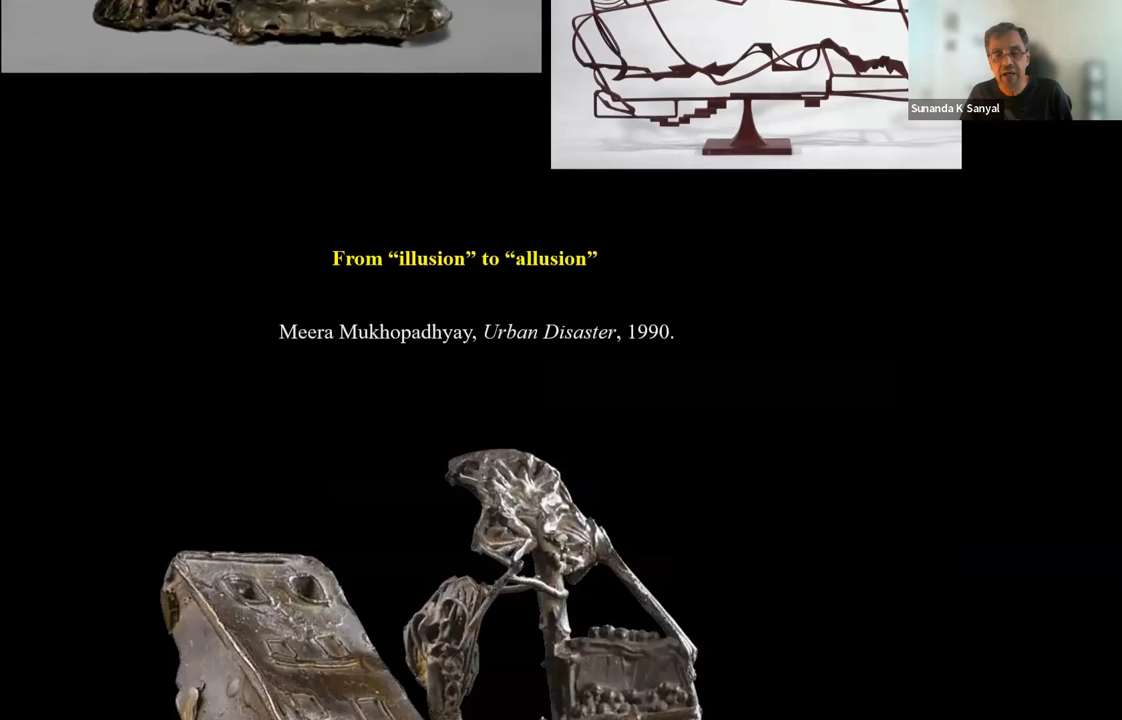 Sunanda K Sanyal
From “illusion” to “allusion”
Meera Mukhopadhyay, Urban Disaster, 1990.